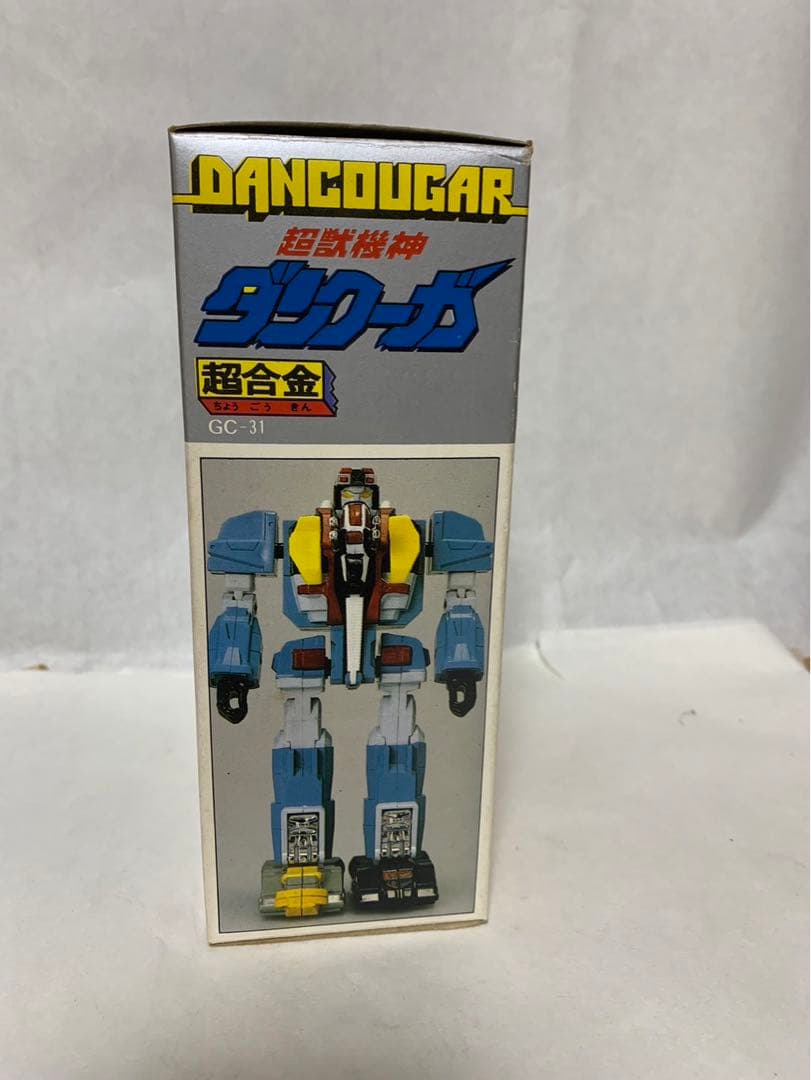 DANCOUGAR
超獣機神
ダンクーガ
超合金
ちょう ごう きん
GC-31